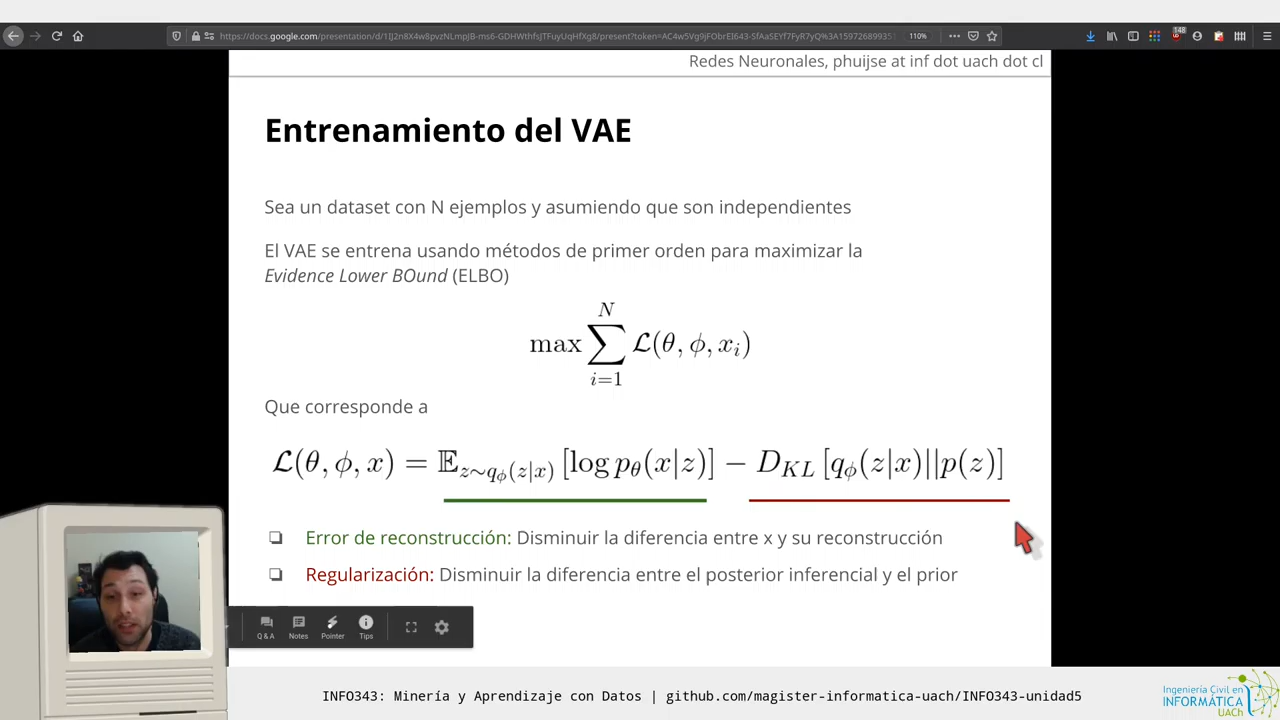 110%
148
Redes Neuronales, phuijse at inf dot uach dot cl
Entrenamiento del VAE
Sea un dataset con N ejemplos y asumiendo que son independientes
El VAE se entrena usando métodos de primer orden para maximizar la
Evidence Lower BOund (ELBO)
max ∑_{i=1}^{N} ℒ(θ, ϕ, x_i)
Que corresponde a
ℒ(θ, ϕ, x) = 𝔼_{z∼q_ϕ(z|x)} [log p_θ(x|z)] − D_{KL} [q_ϕ(z|x)||p(z)]
❏ Error de reconstrucción: Disminuir la diferencia entre x y su reconstrucción
❏ Regularización: Disminuir la diferencia entre el posterior inferencial y el prior
Q & A Notes Pointer Tips
INFO343: Minería y Aprendizaje con Datos | github.com/magister-informatica-uach/INFO343-unidad5
Ingeniería Civil en
INFORMÁTICA
UACh